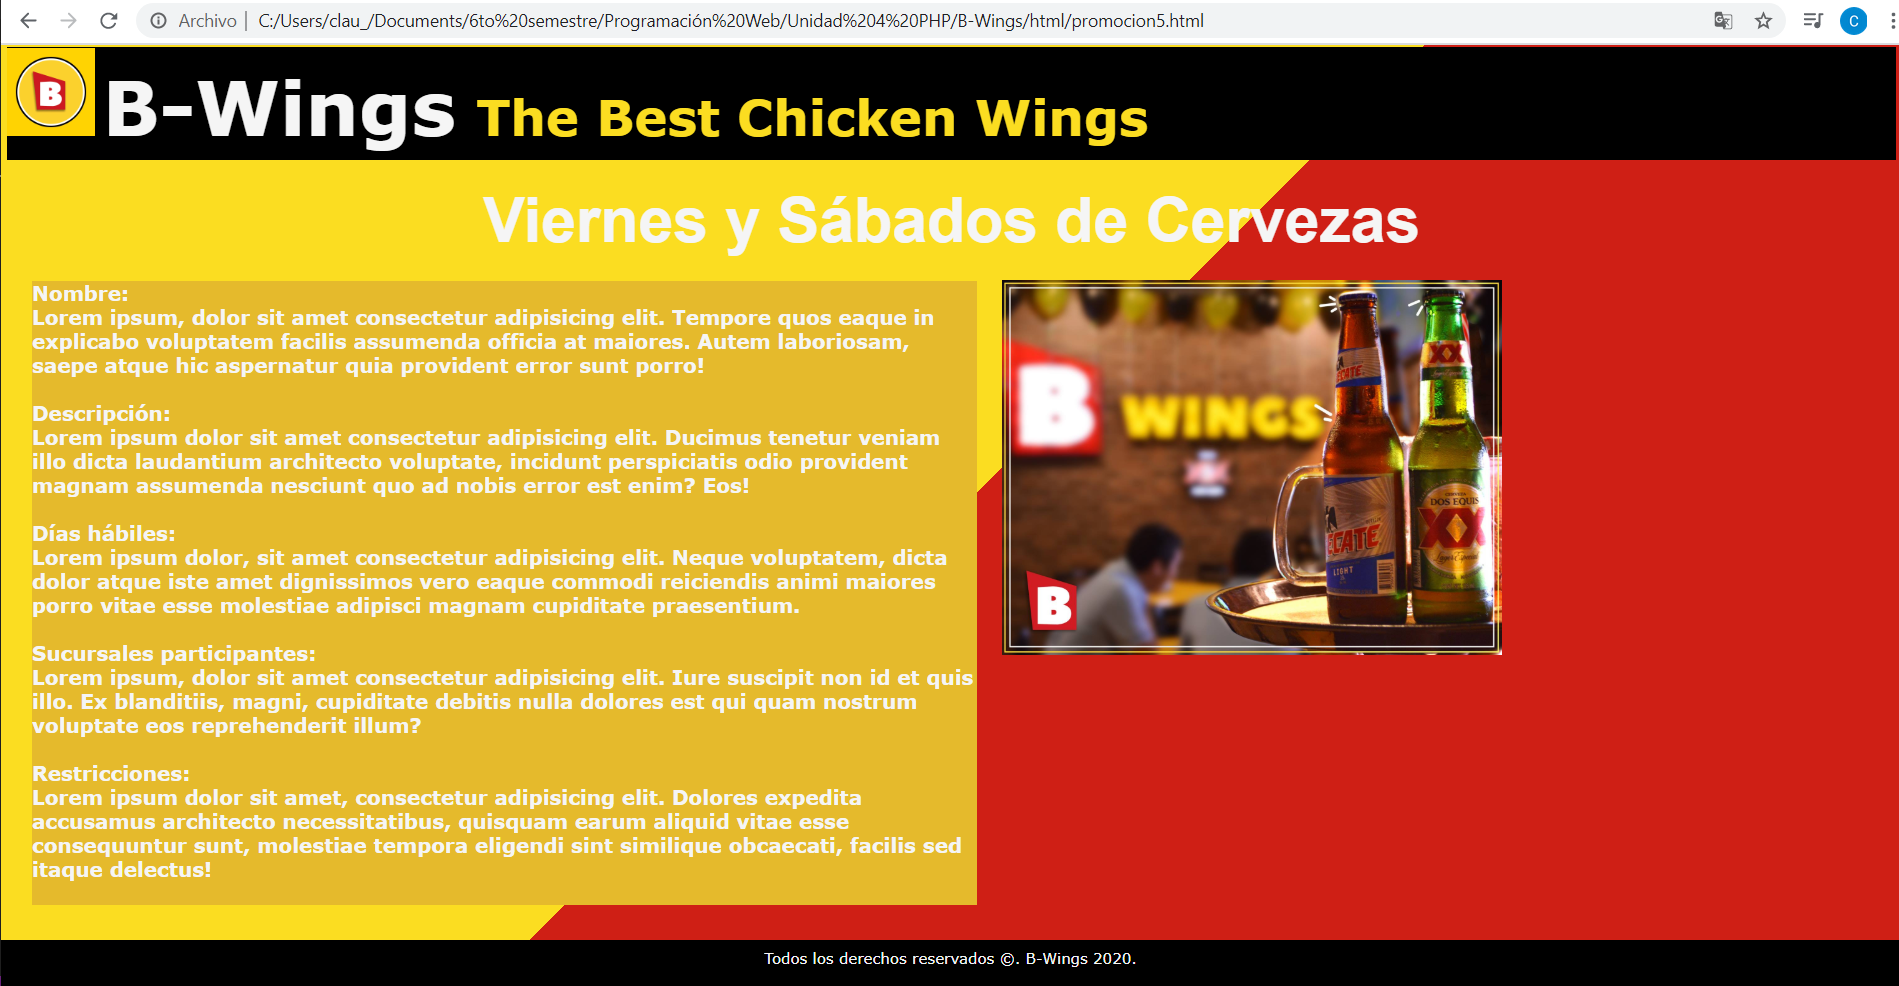 Archivo | C:/Users/clau_/Documents/6to%20semestre/Programación%20Web/Unidad%204%20PHP/B-Wings/html/promocion5.html
C
B
B-Wings The Best Chicken Wings
Viernes y Sábados de Cervezas
Nombre:
Lorem ipsum, dolor sit amet consectetur adipisicing elit. Tempore quos eaque in
explicabo voluptatem facilis assumenda officia at maiores. Autem laboriosam,
saepe atque hic aspernatur quia provident error sunt porro!
Descripción:
Lorem ipsum dolor sit amet consectetur adipisicing elit. Ducimus tenetur veniam
illo dicta laudantium architecto voluptate, incidunt perspiciatis odio provident
magnam assumenda nesciunt quo ad nobis error est enim? Eos!
Días hábiles:
Lorem ipsum dolor, sit amet consectetur adipisicing elit. Neque voluptatem, dicta
dolor atque iste amet dignissimos vero eaque commodi reiciendis animi maiores
porro vitae esse molestiae adipisci magnam cupiditate praesentium.
Sucursales participantes:
Lorem ipsum, dolor sit amet consectetur adipisicing elit. Iure suscipit non id et quis
illo. Ex blanditiis, magni, cupiditate debitis nulla dolores est qui quam nostrum
voluptate eos reprehenderit illum?
Restricciones:
Lorem ipsum dolor sit amet, consectetur adipisicing elit. Dolores expedita
accusamus architecto necessitatibus, quisquam earum aliquid vitae esse
consequuntur sunt, molestiae tempora eligendi sint similique obcaecati, facilis sed
itaque delectus!
B WINGS
XX
ECATE
LIGHT
CERVEZA
DOS EQUIS
XX
Lager Especial
B
Todos los derechos reservados ©. B-Wings 2020.